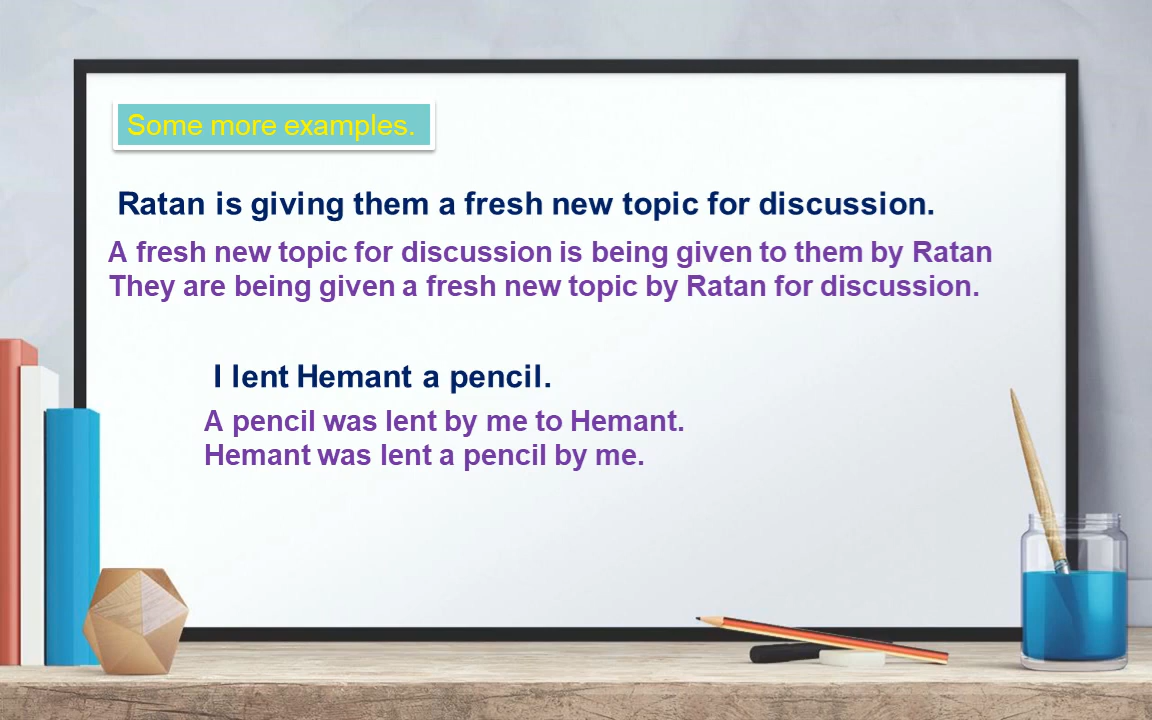 Some more examples.
Ratan is giving them a fresh new topic for discussion.
A fresh new topic for discussion is being given to them by Ratan
They are being given a fresh new topic by Ratan for discussion.
I lent Hemant a pencil.
A pencil was lent by me to Hemant.
Hemant was lent a pencil by me.